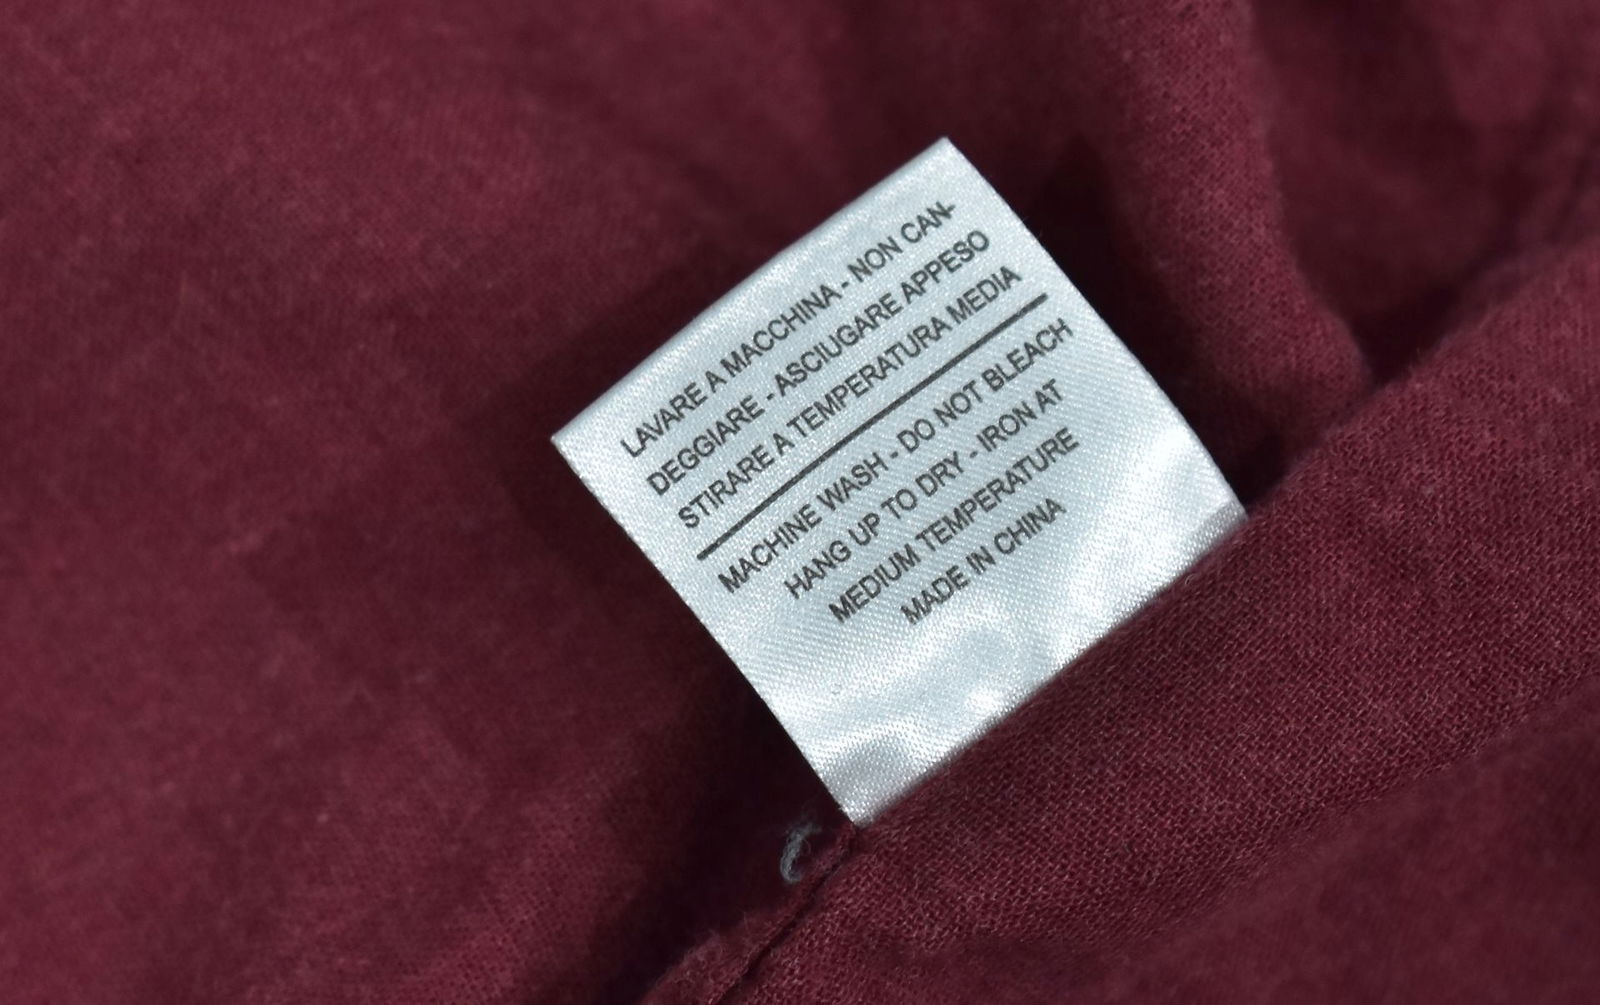 LAVARE A MACCHINA - NON CAN-
DEGGIARE - ASCIUGARE APPESO
STIRARE A TEMPERATURA MEDIA
MACHINE WASH - DO NOT BLEACH
HANG UP TO DRY - IRON AT
MEDIUM TEMPERATURE
MADE IN CHINA